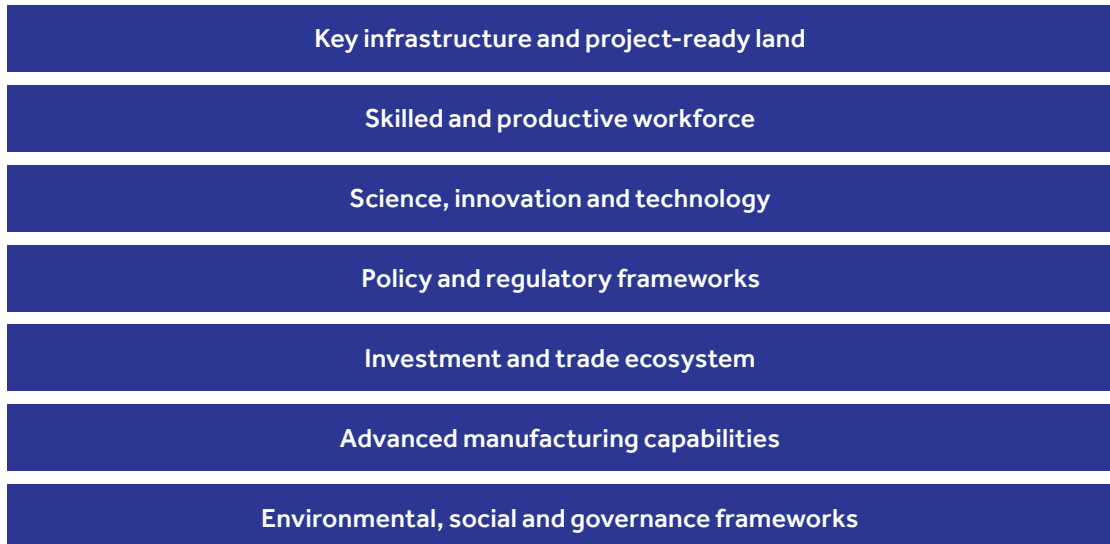 Key infrastructure and project-ready land
Skilled and productive workforce
Science, innovation and technology
Policy and regulatory frameworks
Investment and trade ecosystem
Advanced manufacturing capabilities
Environmental, social and governance frameworks